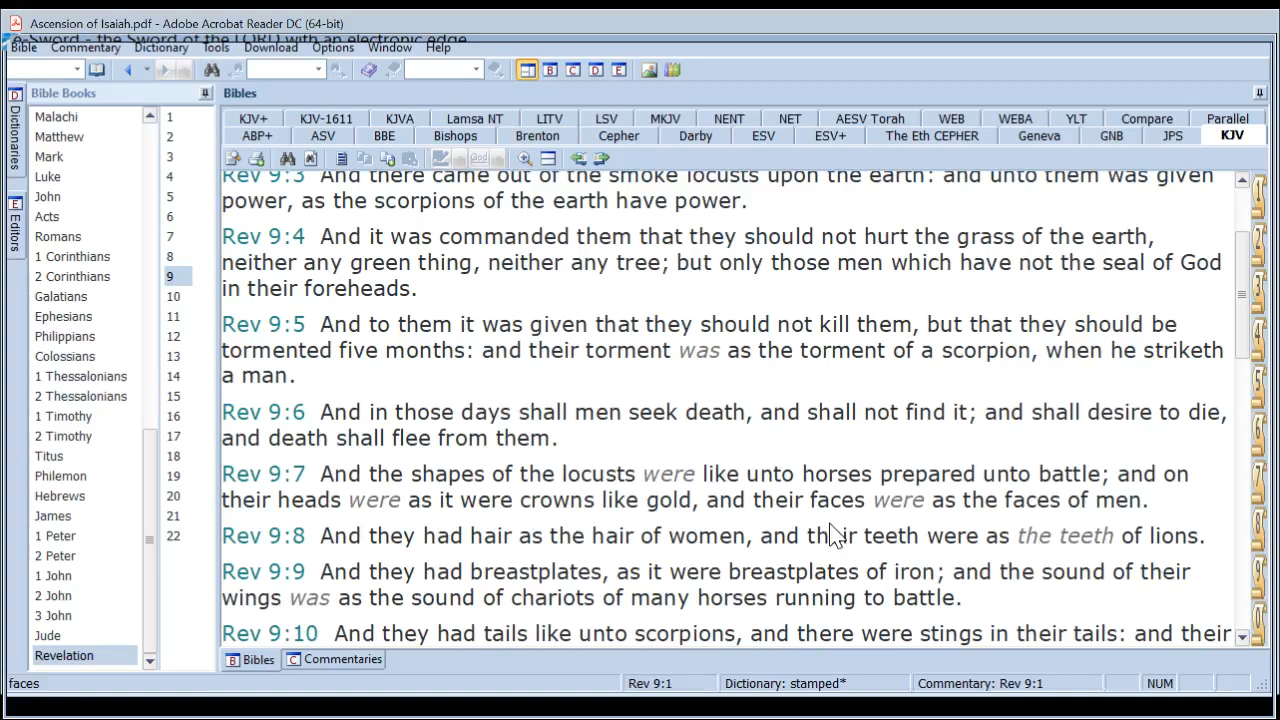 Ascension of Isaiah.pdf - Adobe Acrobat Reader DC (64-bit)
e-Sword - the Sword of the LORD with an electronic edge
Bible Commentary Dictionary Tools Download Options Window Help
Bible Books
Bibles
KJV+ KJV-1611 KJVA Lamsa NT LITV LSV MKJV NENT NET AESV Torah WEB WEBA YLT Compare Parallel
ABP+ ASV BBE Bishops Brenton Cepher Darby ESV ESV+ The Eth CEPHER Geneva GNB JPS KJV
Dictionaries
Editors
Malachi 1
Matthew 2
Mark 3
Luke 4
John 5
Acts 6
Romans 7
1 Corinthians 8
2 Corinthians 9
Galatians 10
Ephesians 11
Philippians 12
Colossians 13
1 Thessalonians 14
2 Thessalonians 15
1 Timothy 16
2 Timothy 17
Titus 18
Philemon 19
Hebrews 20
James 21
1 Peter 22
2 Peter
1 John
2 John
3 John
Jude
Revelation
Rev 9:3 And there came out of the smoke locusts upon the earth: and unto them was given
power, as the scorpions of the earth have power.
Rev 9:4 And it was commanded them that they should not hurt the grass of the earth,
neither any green thing, neither any tree; but only those men which have not the seal of God
in their foreheads.
Rev 9:5 And to them it was given that they should not kill them, but that they should be
tormented five months: and their torment was as the torment of a scorpion, when he striketh
a man.
Rev 9:6 And in those days shall men seek death, and shall not find it; and shall desire to die,
and death shall flee from them.
Rev 9:7 And the shapes of the locusts were like unto horses prepared unto battle; and on
their heads were as it were crowns like gold, and their faces were as the faces of men.
Rev 9:8 And they had hair as the hair of women, and their teeth were as the teeth of lions.
Rev 9:9 And they had breastplates, as it were breastplates of iron; and the sound of their
wings was as the sound of chariots of many horses running to battle.
Rev 9:10 And they had tails like unto scorpions, and there were stings in their tails: and their
Bibles Commentaries
faces Rev 9:1 Dictionary: stamped* Commentary: Rev 9:1 NUM